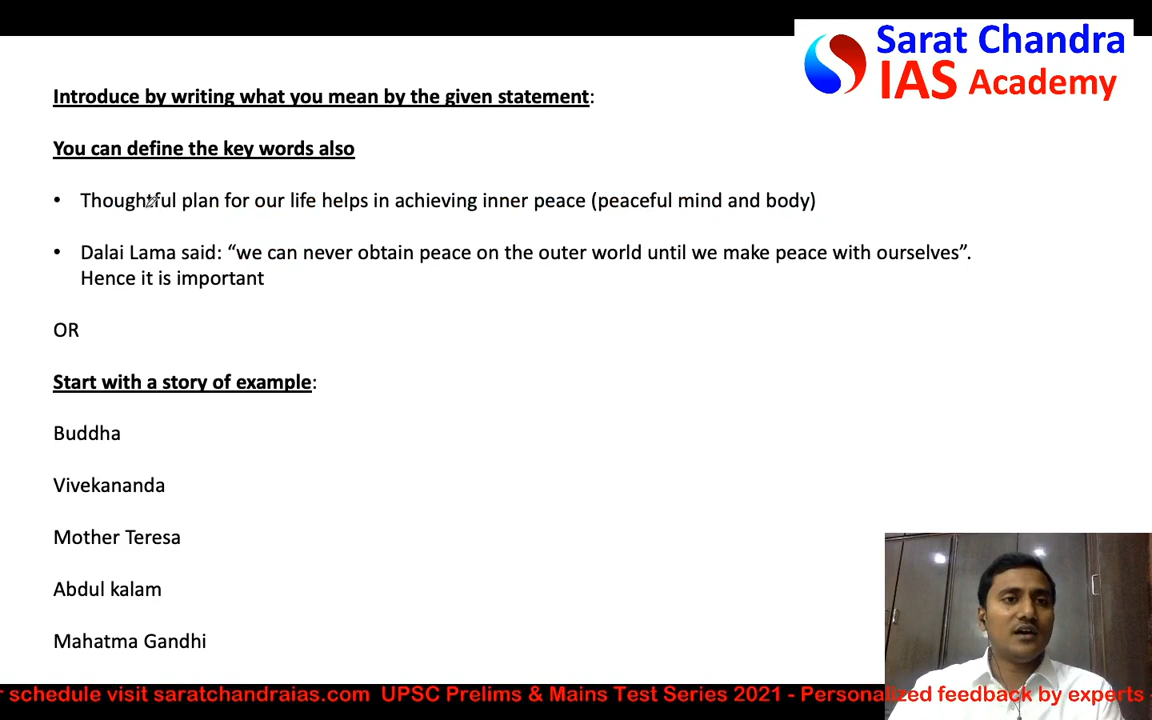 Sarat Chandra
IAS Academy
Introduce by writing what you mean by the given statement:
You can define the key words also
• Thoughtful plan for our life helps in achieving inner peace (peaceful mind and body)
• Dalai Lama said: “we can never obtain peace on the outer world until we make peace with ourselves”.
Hence it is important
OR
Start with a story of example:
Buddha
Vivekananda
Mother Teresa
Abdul kalam
Mahatma Gandhi
r schedule visit saratchandraias.com UPSC Prelims & Mains Test Series 2021 - Personalized feedback by experts -